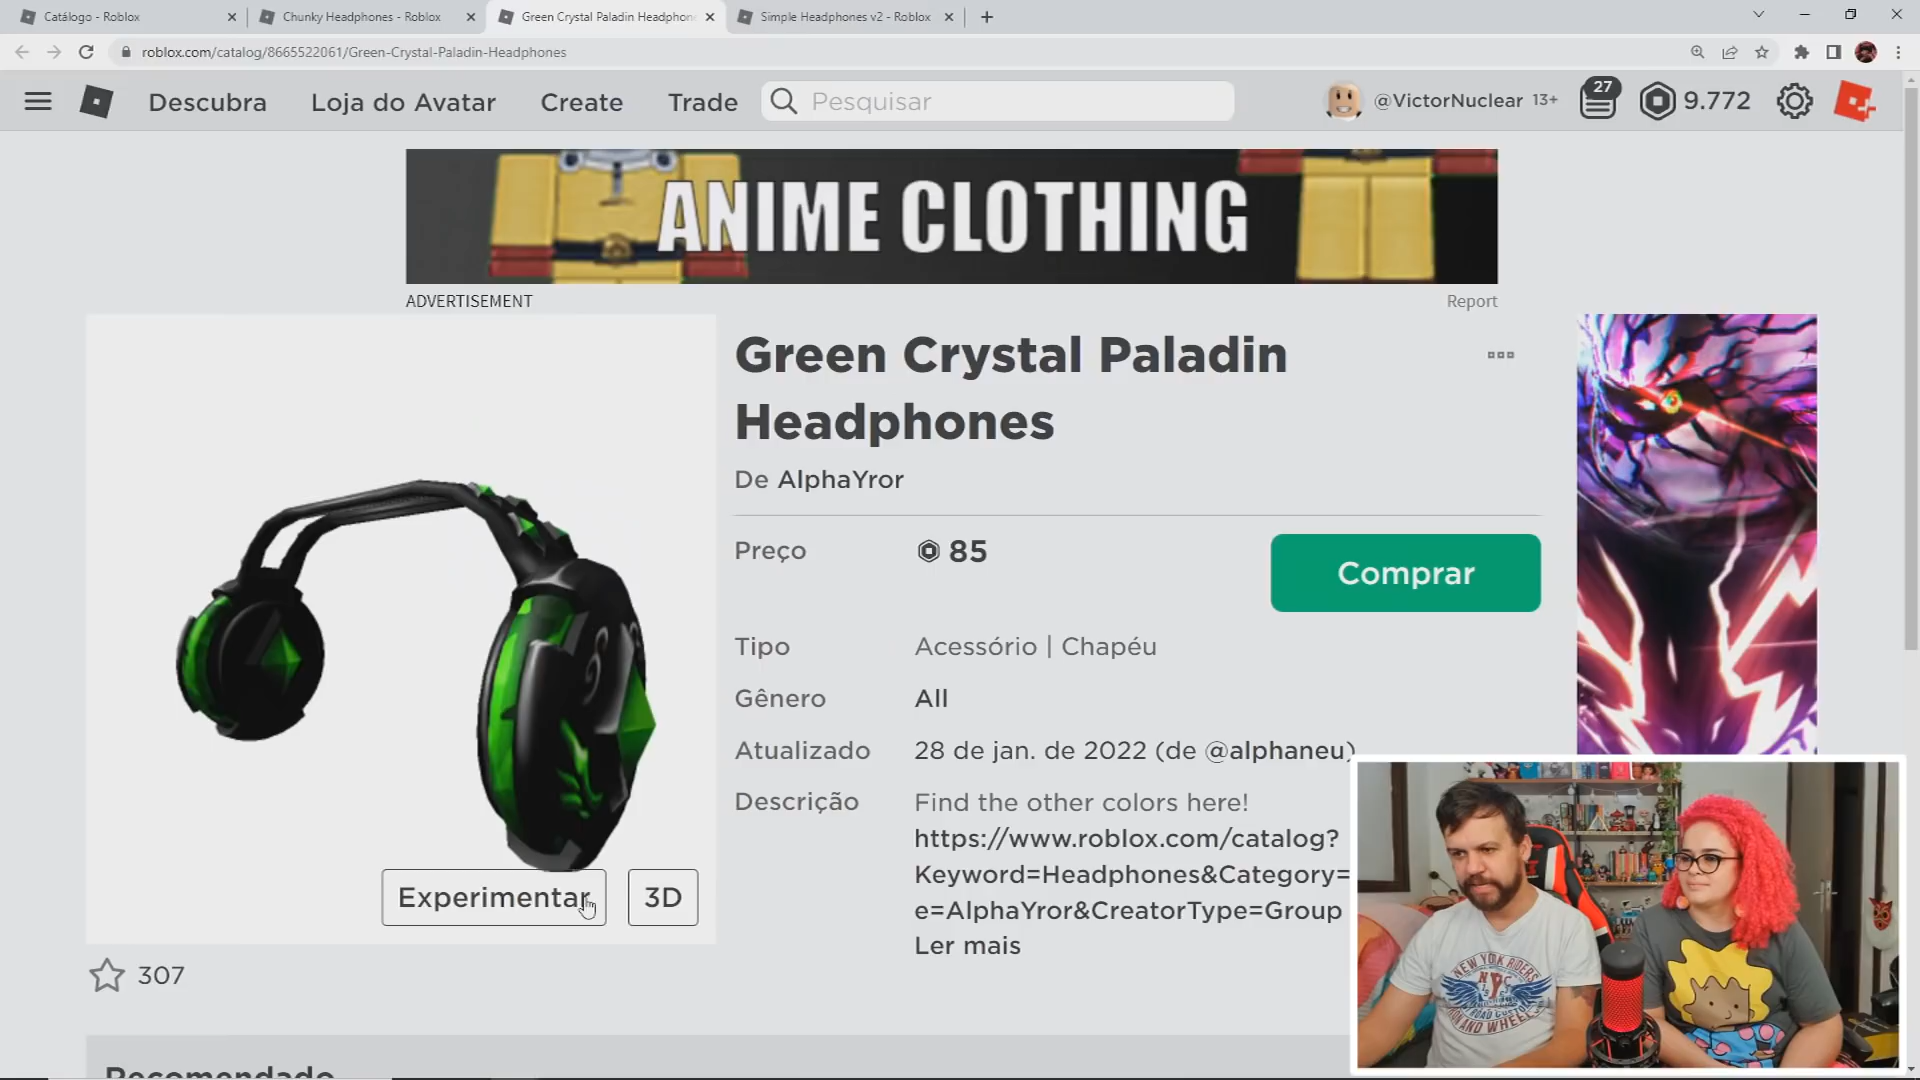 Catálogo - Roblox
Chunky Headphones - Roblox
Green Crystal Paladin Headphon
Simple Headphones v2 - Roblox
roblox.com/catalog/8665522061/Green-Crystal-Paladin-Headphones
Descubra
Loja do Avatar
Create
Trade
Pesquisar
@VictorNuclear 13+
27
9.772
ANIME CLOTHING
ADVERTISEMENT
Report
Green Crystal Paladin
Headphones
De AlphaYror
Preço
85
Comprar
Tipo
Acessório | Chapéu
Gênero
All
Atualizado
28 de jan. de 2022 (de @alphaneu)
Descrição
Find the other colors here!
https://www.roblox.com/catalog?
Keyword=Headphones&Category=
e=AlphaYror&CreatorType=Group
Ler mais
Experimentar
3D
307
Recomendado
NEW YORK RIDERS